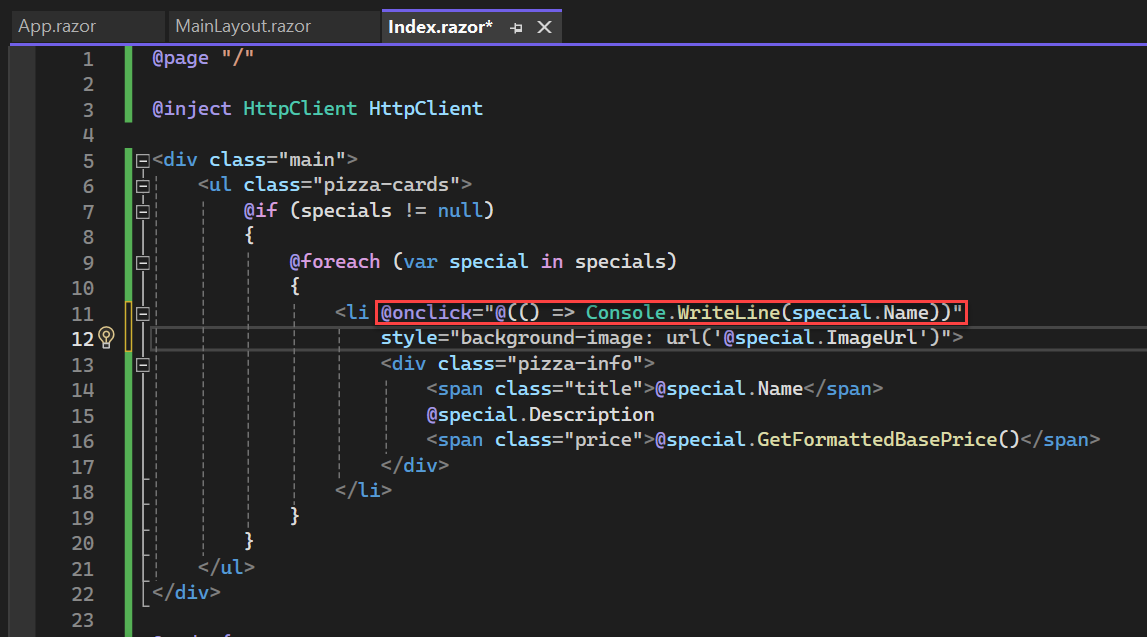 App.razor MainLayout.razor Index.razor*
1 @page "/"
2
3 @inject HttpClient HttpClient
4
5 <div class="main">
6     <ul class="pizza-cards">
7         @if (specials != null)
8         {
9             @foreach (var special in specials)
10             {
11                 <li @onclick="@(() => Console.WriteLine(special.Name))"
12                     style="background-image: url('@special.ImageUrl')">
13                     <div class="pizza-info">
14                         <span class="title">@special.Name</span>
15                         @special.Description
16                         <span class="price">@special.GetFormattedBasePrice()</span>
17                     </div>
18                 </li>
19             }
20         }
21     </ul>
22 </div>
23